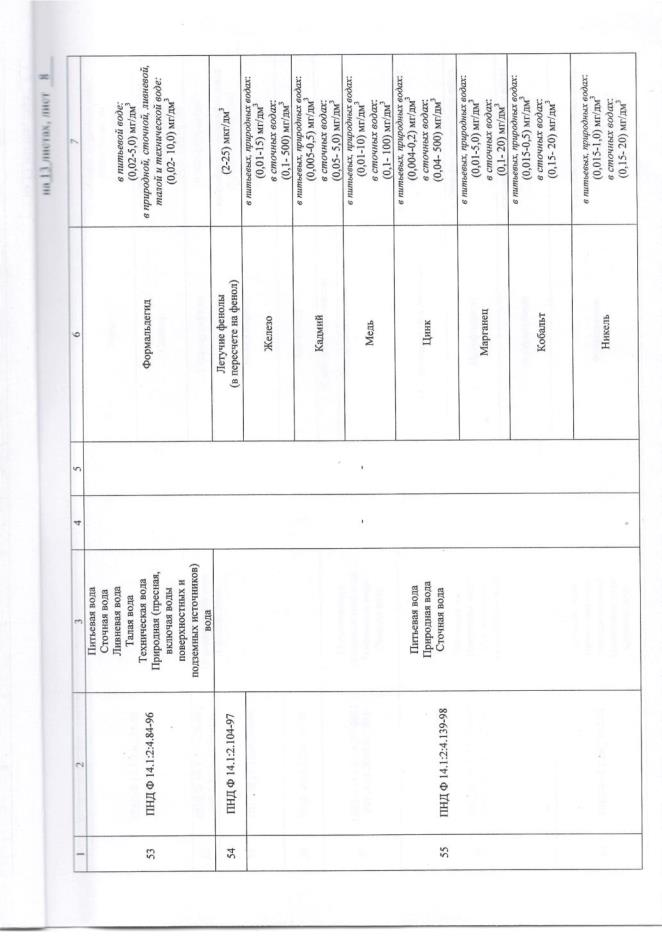 на 13 листах, лист 8
1
2
3
4
5
6
7
53
ПНД Ф 14.1:2:4.84-96
Питьевая вода
Сточная вода
Ливневая вода
Талая вода
Техническая вода
Природная (пресная,
включая воды
поверхностных и
подземных источников)
вода
Формальдегид
в питьевой воде:
(0,02-5,0) мг/дм³
в природной, сточной, ливневой,
талой и технической воде:
(0,02- 10,0) мг/дм³
54
ПНД Ф 14.1:2.104-97
Питьевая вода
Природная вода
Сточная вода
-
-
Летучие фенолы
(в пересчете на фенол)
(2-25) мкг/дм³
55
ПНД Ф 14.1:2:4.139-98
Железо
в питьевых, природных водах:
(0,01-15) мг/дм³
в сточных водах:
(0,1- 500) мг/дм³
Кадмий
в питьевых, природных водах:
(0,005-0,5) мг/дм³
в сточных водах:
(0,05- 5,0) мг/дм³
Медь
в питьевых, природных водах:
(0,01-10) мг/дм³
в сточных водах:
(0,1- 100) мг/дм³
Цинк
в питьевых, природных водах:
(0,004-0,2) мг/дм³
в сточных водах:
(0,04- 500) мг/дм³
Марганец
в питьевых, природных водах:
(0,01-5,0) мг/дм³
в сточных водах:
(0,1- 20) мг/дм³
Кобальт
в питьевых, природных водах:
(0,015-0,5) мг/дм³
в сточных водах:
(0,15- 20) мг/дм³
Никель
в питьевых, природных водах:
(0,015-1,0) мг/дм³
в сточных водах:
(0,15- 20) мг/дм³